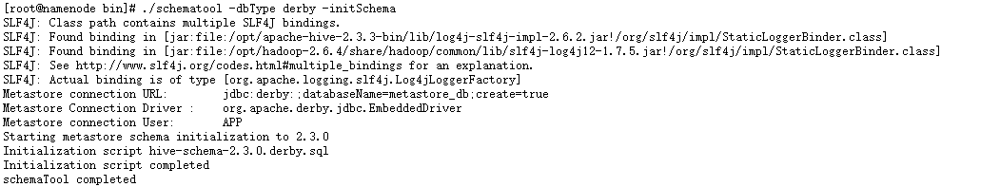 [root@namenode bin]# ./schematool -dbType derby -initSchema
SLF4J: Class path contains multiple SLF4J bindings.
SLF4J: Found binding in [jar:file:/opt/apache-hive-2.3.3-bin/lib/log4j-slf4j-impl-2.6.2.jar!/org/slf4j/impl/StaticLoggerBinder.class]
SLF4J: Found binding in [jar:file:/opt/hadoop-2.6.4/share/hadoop/common/lib/slf4j-log4j12-1.7.5.jar!/org/slf4j/impl/StaticLoggerBinder.class]
SLF4J: See http://www.slf4j.org/codes.html#multiple_bindings for an explanation.
SLF4J: Actual binding is of type [org.apache.logging.slf4j.Log4jLoggerFactory]
Metastore connection URL:        jdbc:derby:;databaseName=metastore_db;create=true
Metastore Connection Driver :    org.apache.derby.jdbc.EmbeddedDriver
Metastore connection User:       APP
Starting metastore schema initialization to 2.3.0
Initialization script hive-schema-2.3.0.derby.sql
Initialization script completed
schemaTool completed